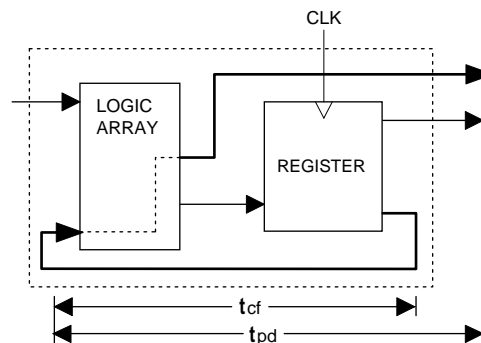 CLK
LOGIC
ARRAY
REGISTER
tcf
tpd